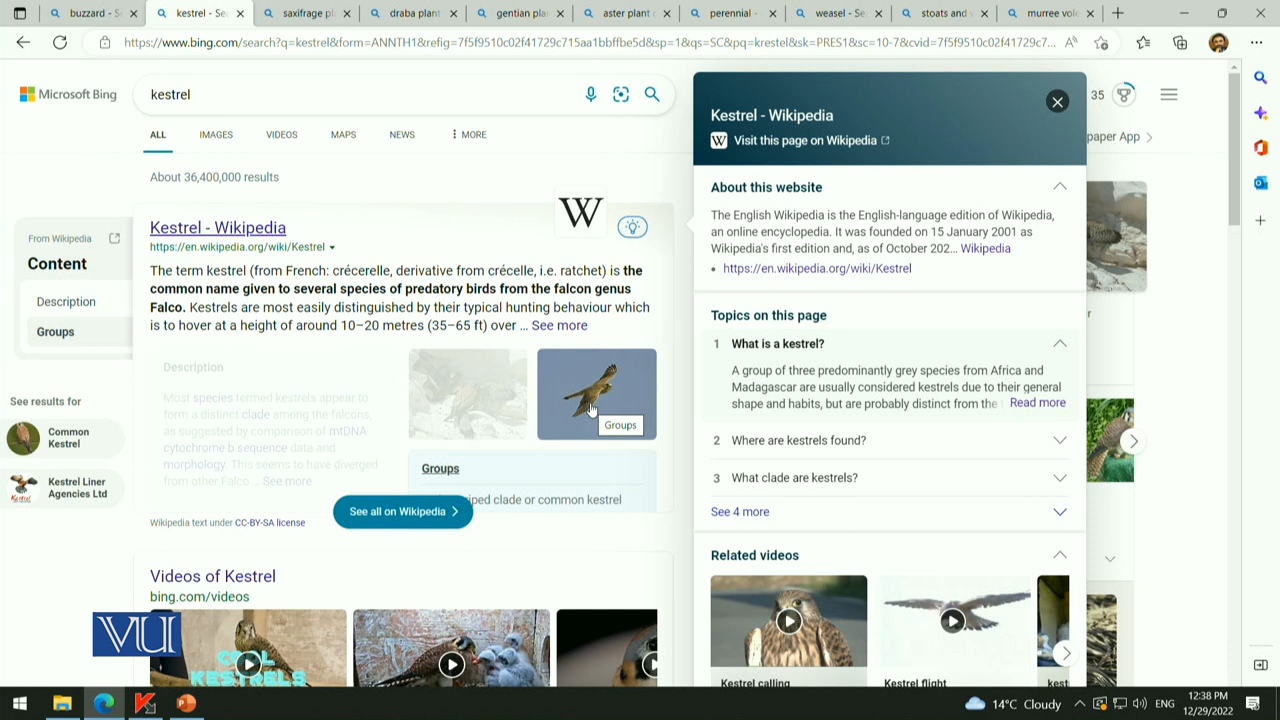 buzzard - Se
kestrel - Sea
saxifrage pl
draba plant
gentian pla
aster plant
perennial -
weasel - Se
stoats and
murree vole
https://www.bing.com/search?q=kestrel&form=ANNTH1&refig=7f5f9510c02f41729c715aa1bbffbe5d&sp=1&qs=SC&pq=krestel&sk=PRES1&sc=10-7&cvid=7f5f9510c02f41729c7...
Microsoft Bing
kestrel
35
ALL
IMAGES
VIDEOS
MAPS
NEWS
MORE
paper App
About 36,400,000 results
From Wikipedia
Content
Description
Groups
See results for
Common
Kestrel
Kestrel Liner
Agencies Ltd
Kestrel
Kestrel - Wikipedia
https://en.wikipedia.org/wiki/Kestrel
W
The term kestrel (from French: crécerelle, derivative from crécelle, i.e. ratchet) is the
common name given to several species of predatory birds from the falcon genus
Falco. Kestrels are most easily distinguished by their typical hunting behaviour which
is to hover at a height of around 10–20 metres (35–65 ft) over ... See more
Description
Most species termed kestrels appear to
form a distinct clade among the falcons,
as suggested by comparison of mtDNA
cytochrome b sequence data and
morphology. This seems to have diverged
from other Falco ... See more
Groups
Groups
iped clade or common kestrel
See all on Wikipedia
Wikipedia text under CC-BY-SA license
Videos of Kestrel
bing.com/videos
COOL
KESTRELS
VU
Kestrel - Wikipedia
W Visit this page on Wikipedia
About this website
The English Wikipedia is the English-language edition of Wikipedia,
an online encyclopedia. It was founded on 15 January 2001 as
Wikipedia's first edition and, as of October 202... Wikipedia
• https://en.wikipedia.org/wiki/Kestrel
Topics on this page
1 What is a kestrel?
A group of three predominantly grey species from Africa and
Madagascar are usually considered kestrels due to their general
shape and habits, but are probably distinct from the Read more
2 Where are kestrels found?
3 What clade are kestrels?
See 4 more
Related videos
Kestrel calling
Kestrel flight
kest
14°C Cloudy
ENG
12:38 PM
12/29/2022